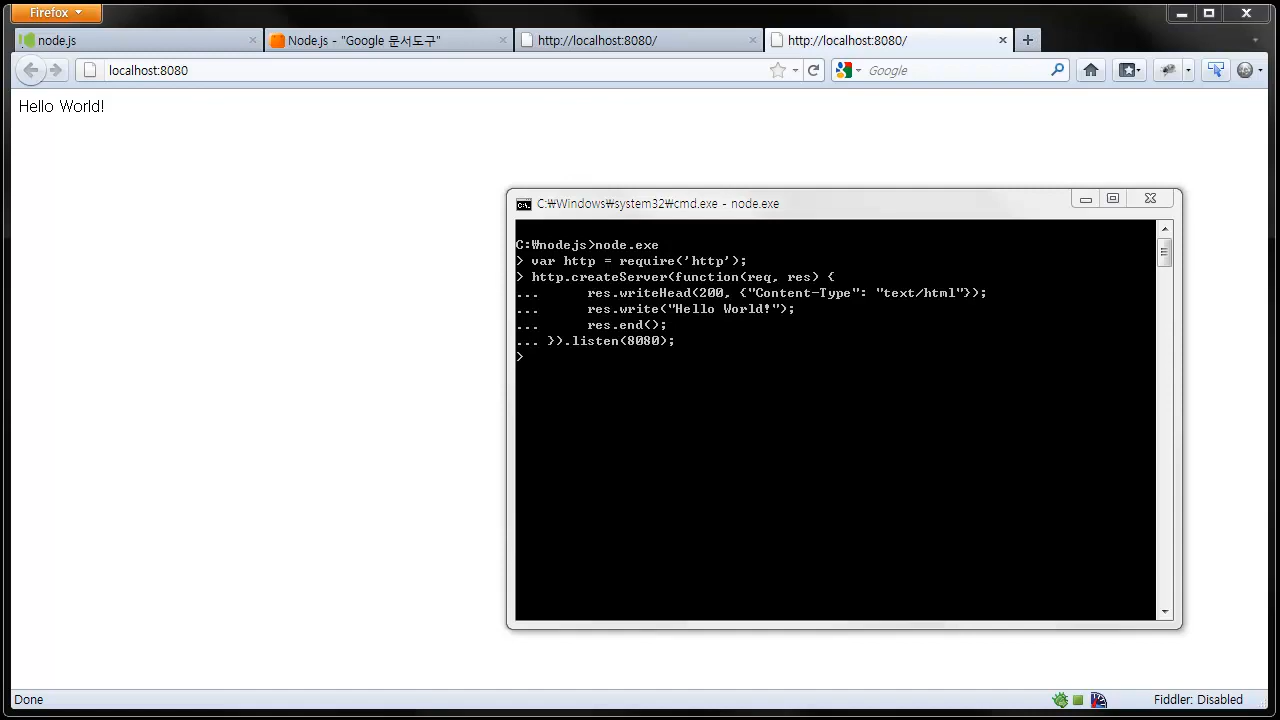 Firefox
node.js
Node.js - "Google 문서도구"
http://localhost:8080/
http://localhost:8080/
localhost:8080
Google
Hello World!
C:\Windows\system32\cmd.exe - node.exe
C:\nodejs>node.exe
> var http = require('http');
> http.createServer(function(req, res) {
...      res.writeHead(200, {"Content-Type": "text/html"});
...      res.write("Hello World!");
...      res.end();
... }).listen(8080);
>
Done
Fiddler: Disabled